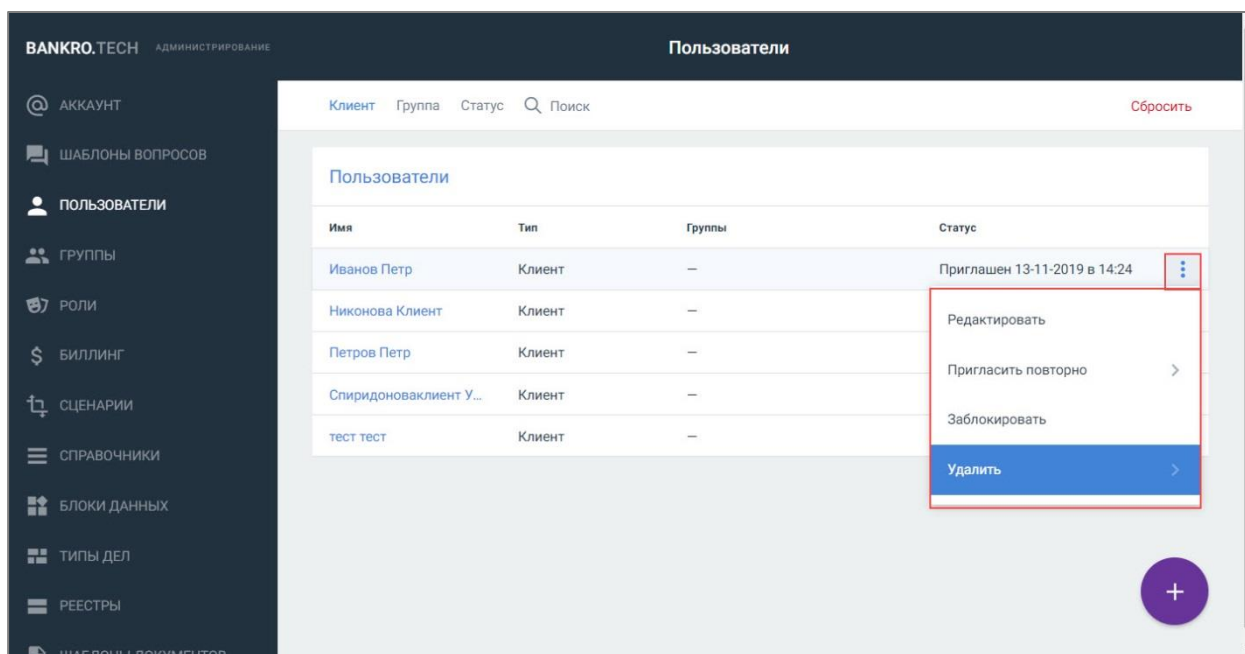 BANKRO.TECH АДМИНИСТРИРОВАНИЕ
Пользователи
АККАУНТ
ШАБЛОНЫ ВОПРОСОВ
ПОЛЬЗОВАТЕЛИ
ГРУППЫ
РОЛИ
БИЛЛИНГ
СЦЕНАРИИ
СПРАВОЧНИКИ
БЛОКИ ДАННЫХ
ТИПЫ ДЕЛ
РЕЕСТРЫ
ШАБЛОНЫ ДОКУМЕНТОВ
Клиент Группа Статус Поиск Сбросить
Пользователи
Имя Тип Группы Статус
Иванов Петр Клиент — Приглашен 13-11-2019 в 14:24
Никонова Клиент Клиент —
Петров Петр Клиент —
Спиридоноваклиент У... Клиент —
тест тест Клиент —
Редактировать
Пригласить повторно
Заблокировать
Удалить